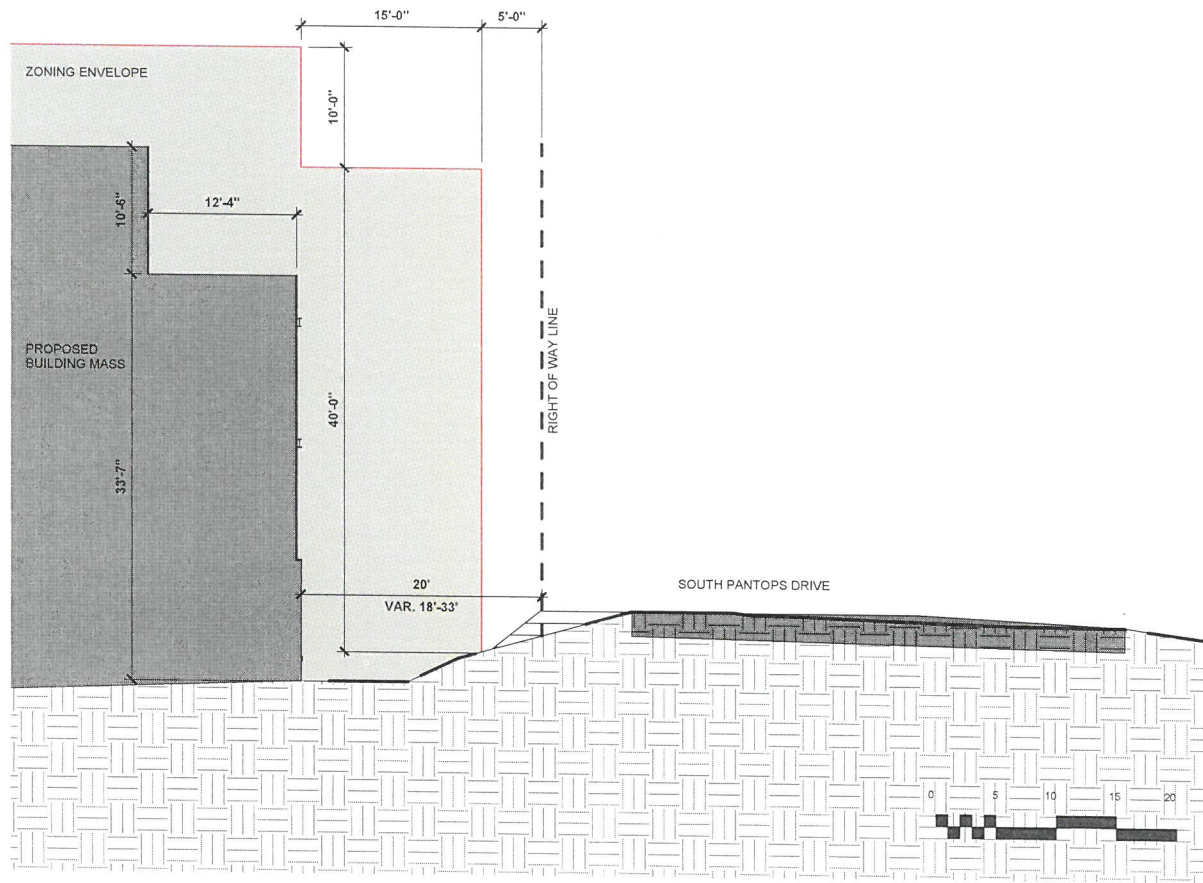 15'-0"
5'-0"
ZONING ENVELOPE
10'-0"
10'-6"
12'-4"
RIGHT OF WAY LINE
PROPOSED
BUILDING MASS
40'-0"
33'-7"
20'
VAR. 18'-33'
SOUTH PANTOPS DRIVE
0 5 10 15 20